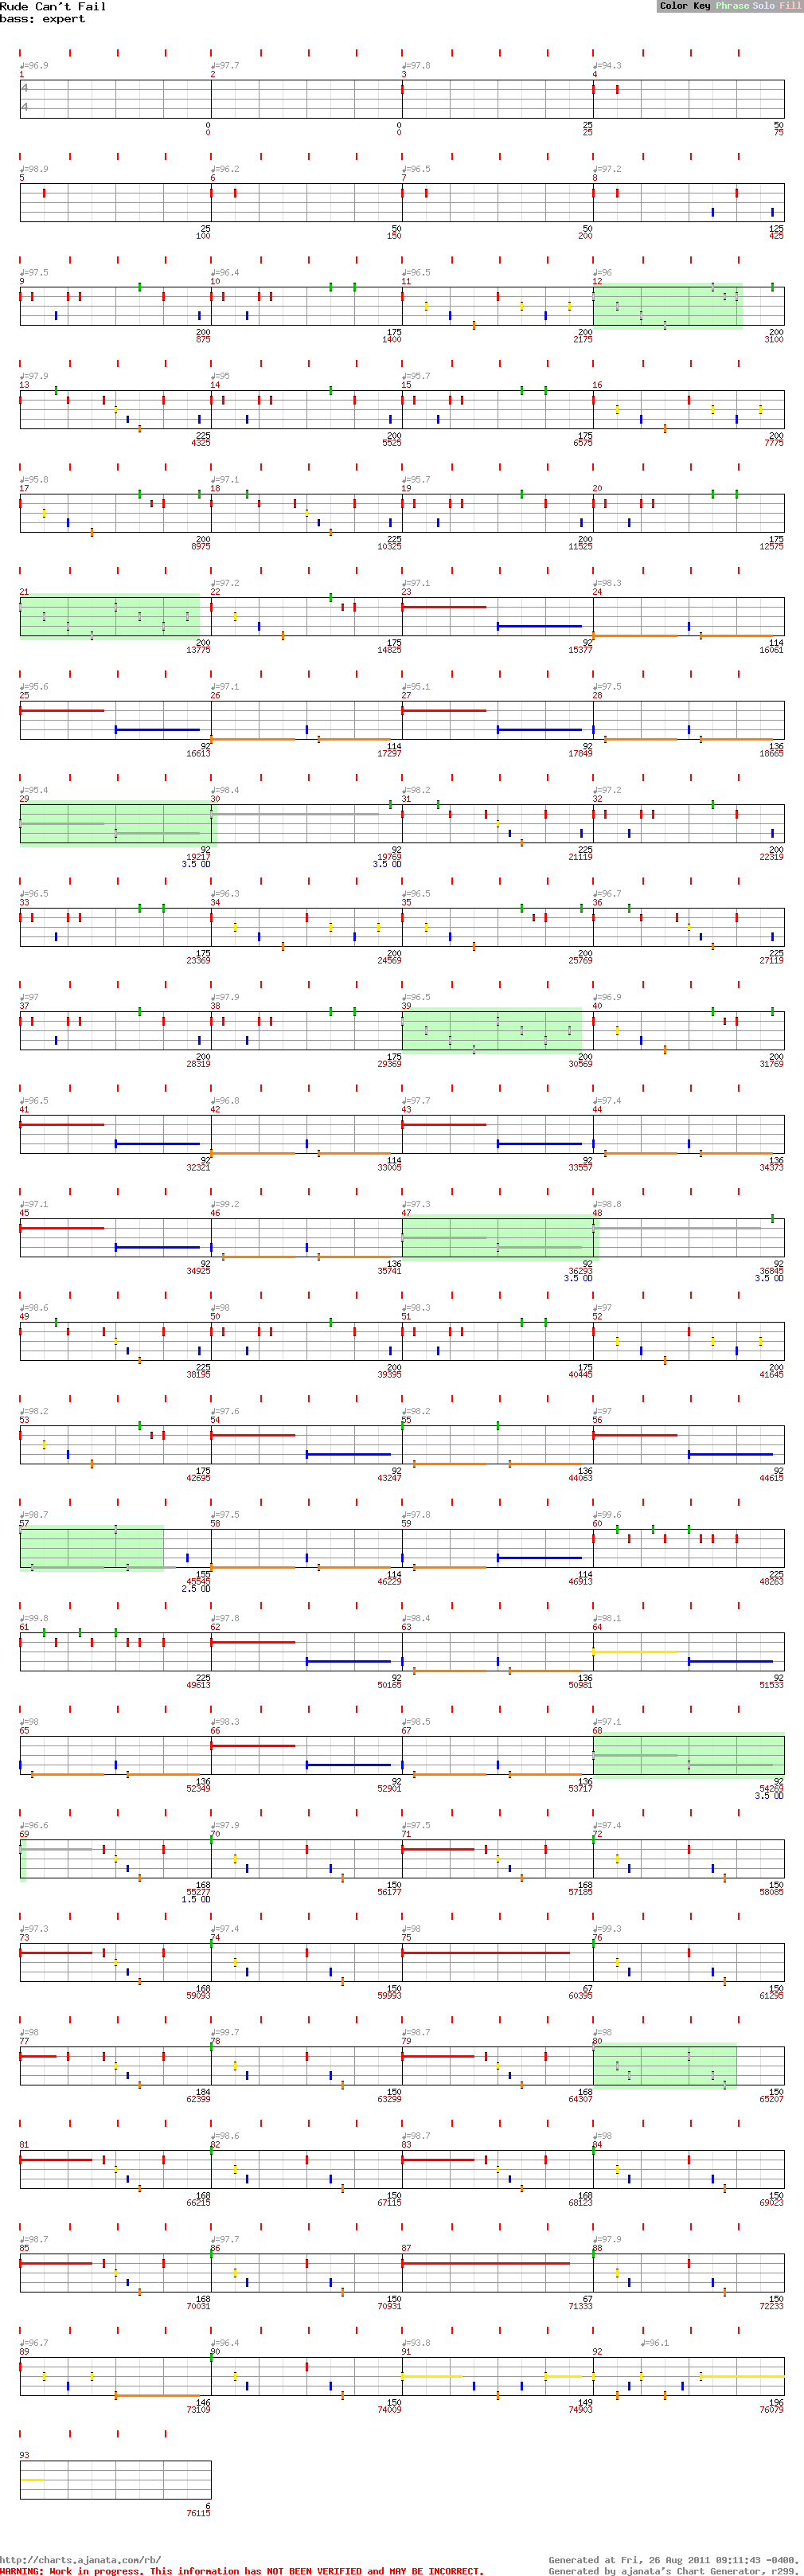 Rude Can't Fail
Color Key Phrase Solo Fill
bass: expert
♩=96.9 ♩=97.7 ♩=97.8 ♩=94.3
1 2 3 4
4
4
0 0 25 50
0 0 25 75
♩=98.9 ♩=96.2 ♩=96.5 ♩=97.2
5 6 7 8
25 50 50 125
100 150 200 425
♩=97.5 ♩=96.4 ♩=96.5 ♩=96
9 10 11 12
200 175 200 200
875 1400 2175 3100
♩=97.9 ♩=95 ♩=95.7
13 14 15 16
225 200 175 200
4325 5525 6575 7775
♩=95.8 ♩=97.1 ♩=95.7
17 18 19 20
200 225 200 175
8975 10325 11525 12575
♩=97.2 ♩=97.1 ♩=98.3
21 22 23 24
200 175 92 114
13775 14825 15377 16061
♩=95.6 ♩=97.1 ♩=95.1 ♩=97.5
25 26 27 28
92 114 92 136
16613 17297 17849 18665
♩=95.4 ♩=98.4 ♩=98.2 ♩=97.2
29 30 31 32
92 92 225 200
19217 19769 21119 22319
3.5 OD 3.5 OD
♩=96.5 ♩=96.3 ♩=96.5 ♩=96.7
33 34 35 36
175 200 200 225
23369 24569 25769 27119
♩=97 ♩=97.9 ♩=96.5 ♩=96.9
37 38 39 40
200 175 200 200
28319 29369 30569 31769
♩=96.5 ♩=96.8 ♩=97.7 ♩=97.4
41 42 43 44
92 114 92 136
32321 33005 33557 34373
♩=97.1 ♩=99.2 ♩=97.3 ♩=98.8
45 46 47 48
92 136 92 92
34925 35741 36293 36845
3.5 OD 3.5 OD
♩=98.6 ♩=98 ♩=98.3 ♩=97
49 50 51 52
225 200 175 200
38195 39395 40445 41645
♩=98.2 ♩=97.6 ♩=98.2 ♩=97
53 54 55 56
175 92 136 92
42695 43247 44063 44615
♩=98.7 ♩=97.5 ♩=97.8 ♩=99.6
57 58 59 60
155 114 114 225
45545 46229 46913 48263
2.5 OD
♩=99.8 ♩=97.8 ♩=98.4 ♩=98.1
61 62 63 64
225 92 136 92
49613 50165 50981 51533
♩=98 ♩=98.3 ♩=98.5 ♩=97.1
65 66 67 68
136 92 136 92
52349 52901 53717 54269
3.5 OD
♩=96.6 ♩=97.9 ♩=97.5 ♩=97.4
69 70 71 72
168 150 168 150
55277 56177 57185 58085
1.5 OD
♩=97.3 ♩=97.4 ♩=98 ♩=99.3
73 74 75 76
168 150 67 150
59093 59993 60395 61295
♩=98 ♩=99.7 ♩=98.7 ♩=98
77 78 79 80
184 150 168 150
62399 63299 64307 65207
♩=98.6 ♩=98.7 ♩=98
81 82 83 84
168 150 168 150
66215 67115 68123 69023
♩=98.7 ♩=97.7 ♩=97.9
85 86 87 88
168 150 67 150
70031 70931 71333 72233
♩=96.7 ♩=96.4 ♩=93.8 ♩=96.1
89 90 91 92
146 150 149 196
73109 74009 74903 76079
93
6
76115
http://charts.ajanata.com/rb/
Generated at Fri, 26 Aug 2011 09:11:43 -0400.
WARNING: Work in progress. This information has NOT BEEN VERIFIED and MAY BE INCORRECT.
Generated by ajanata's Chart Generator, r299.